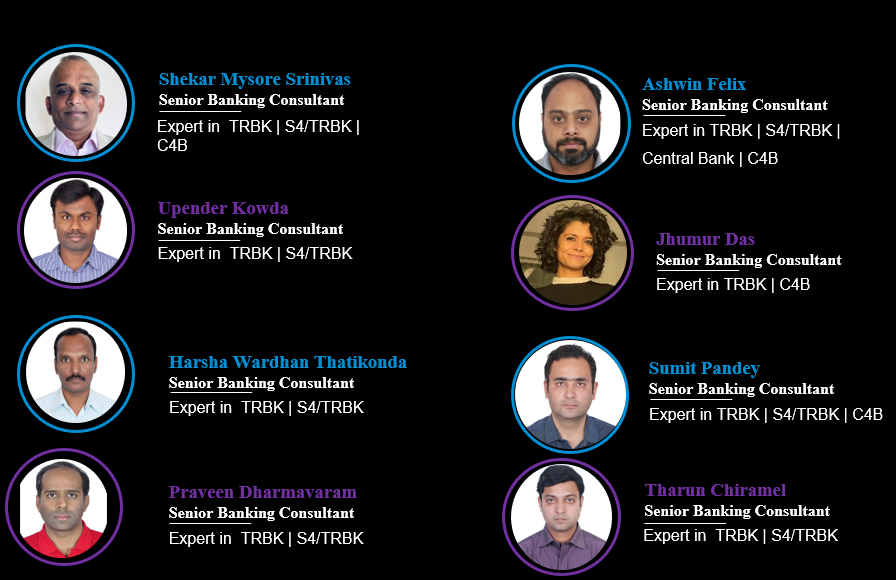 Shekar Mysore Srinivas
Senior Banking Consultant
Expert in TRBK | S4/TRBK |
C4B
Upender Kowda
Senior Banking Consultant
Expert in TRBK | S4/TRBK
Harsha Wardhan Thatikonda
Senior Banking Consultant
Expert in TRBK | S4/TRBK
Praveen Dharmavaram
Senior Banking Consultant
Expert in TRBK | S4/TRBK
Ashwin Felix
Senior Banking Consultant
Expert in TRBK | S4/TRBK |
Central Bank | C4B
Jhumur Das
Senior Banking Consultant
Expert in TRBK | C4B
Sumit Pandey
Senior Banking Consultant
Expert in TRBK | S4/TRBK | C4B
Tharun Chiramel
Senior Banking Consultant
Expert in TRBK | S4/TRBK